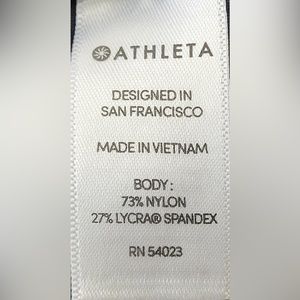 ATHLETA
DESIGNED IN
SAN FRANCISCO
MADE IN VIETNAM
BODY :
73% NYLON
27% LYCRA® SPANDEX
RN 54023